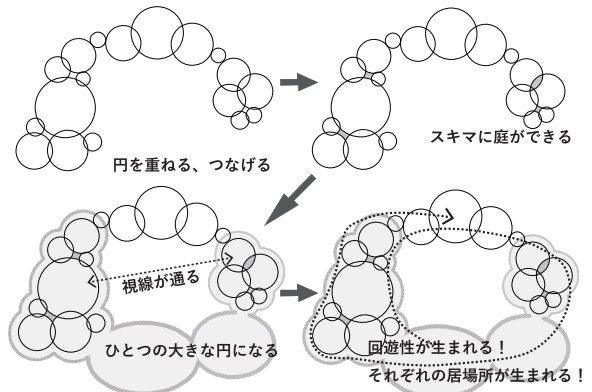 円を重ねる、つなげる
スキマに庭ができる
視線が通る
ひとつの大きな円になる
回遊性が生まれる！
それぞれの居場所が生まれる！